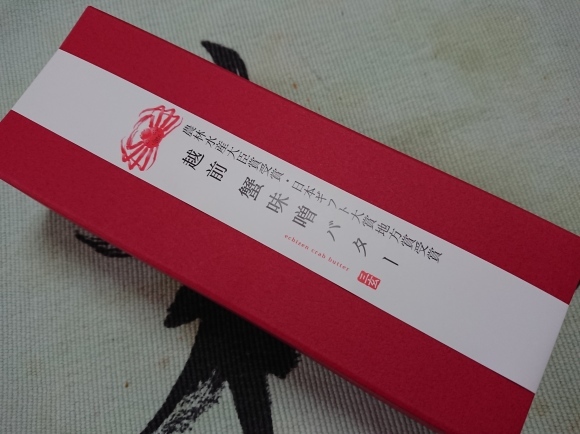 農林水産大臣賞受賞・日本ギフト大賞地方賞受賞
越前 蟹味噌バター
echizen crab butter